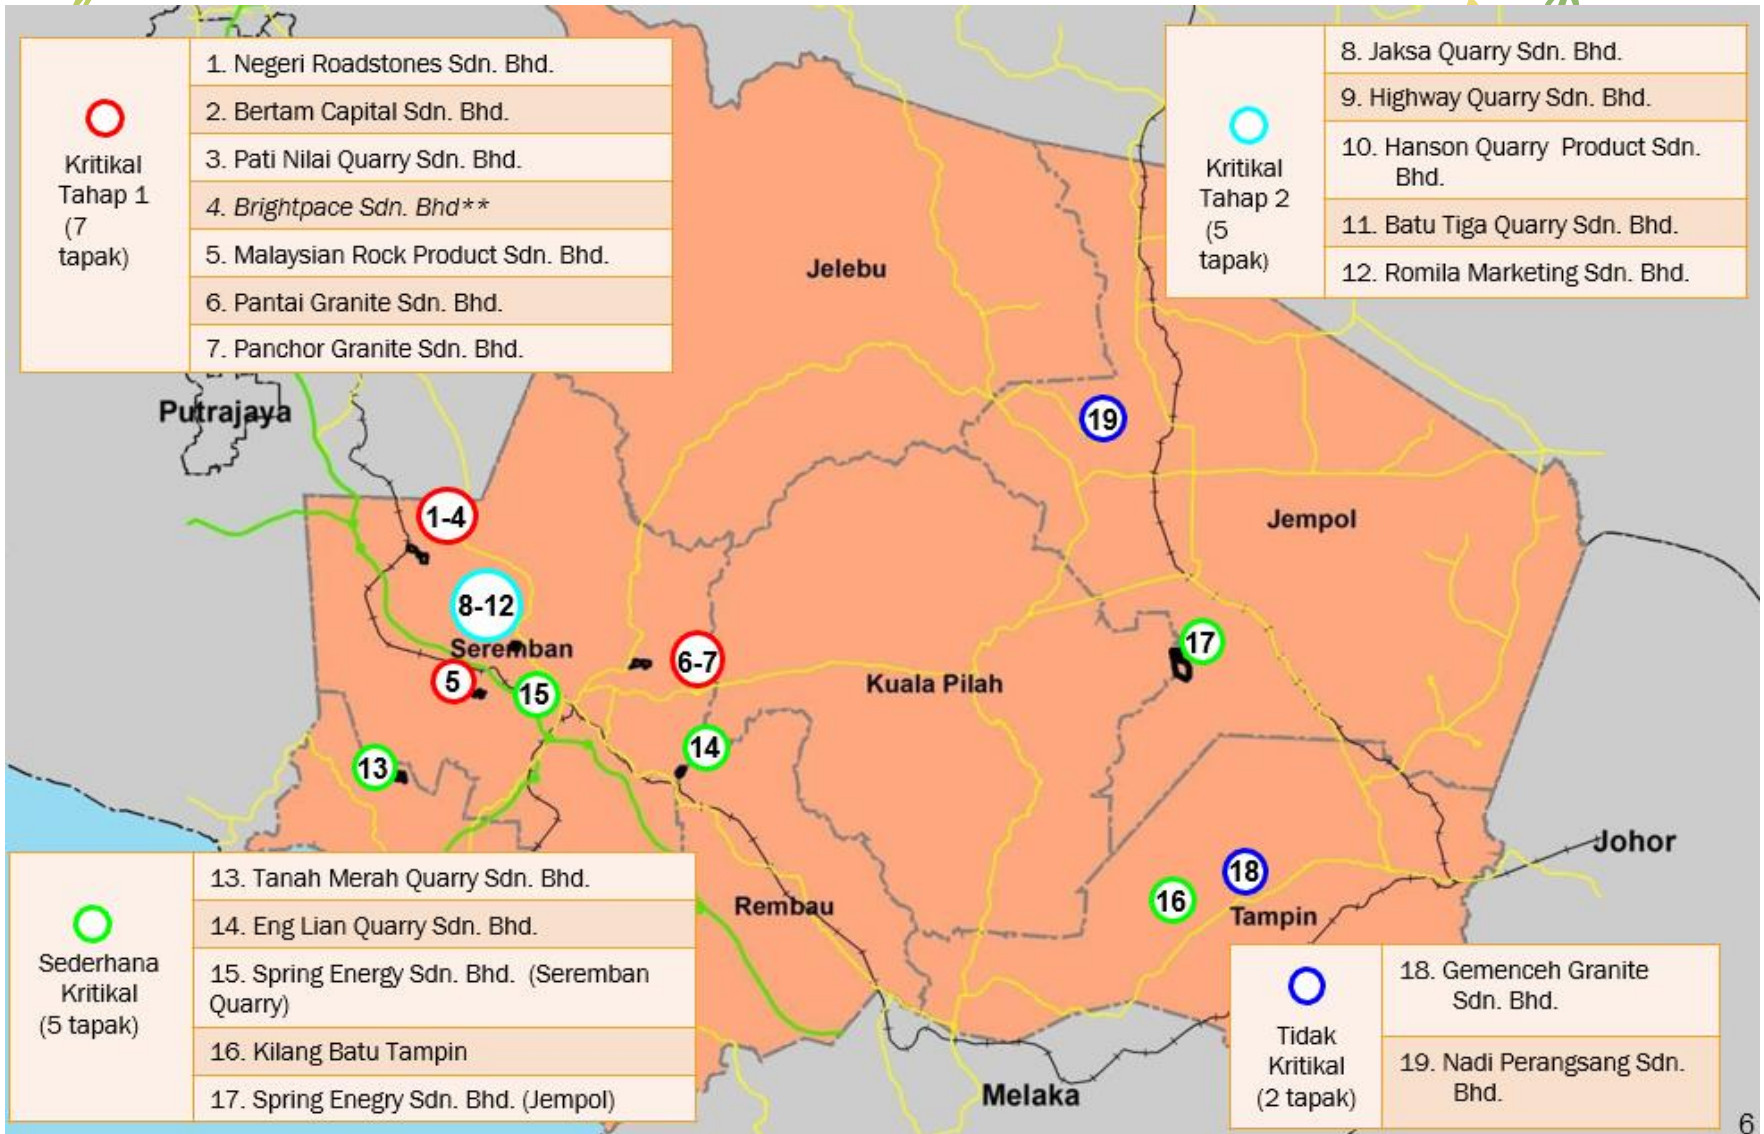 Kritikal
Tahap 1
(7
tapak)
1. Negeri Roadstones Sdn. Bhd.
2. Bertam Capital Sdn. Bhd.
3. Pati Nilai Quarry Sdn. Bhd.
4. Brightpace Sdn. Bhd**
5. Malaysian Rock Product Sdn. Bhd.
6. Pantai Granite Sdn. Bhd.
7. Panchor Granite Sdn. Bhd.
Kritikal
Tahap 2
(5
tapak)
8. Jaksa Quarry Sdn. Bhd.
9. Highway Quarry Sdn. Bhd.
10. Hanson Quarry Product Sdn.
Bhd.
11. Batu Tiga Quarry Sdn. Bhd.
12. Romila Marketing Sdn. Bhd.
Jelebu
Putrajaya
19
1-4
Jempol
8-12
Seremban
17
6-7
5
15
Kuala Pilah
14
13
Johor
18
16
Rembau
Tampin
Melaka
Sederhana
Kritikal
(5 tapak)
13. Tanah Merah Quarry Sdn. Bhd.
14. Eng Lian Quarry Sdn. Bhd.
15. Spring Energy Sdn. Bhd. (Seremban
Quarry)
16. Kilang Batu Tampin
17. Spring Enegry Sdn. Bhd. (Jempol)
Tidak
Kritikal
(2 tapak)
18. Gemenceh Granite
Sdn. Bhd.
19. Nadi Perangsang Sdn.
Bhd.
6